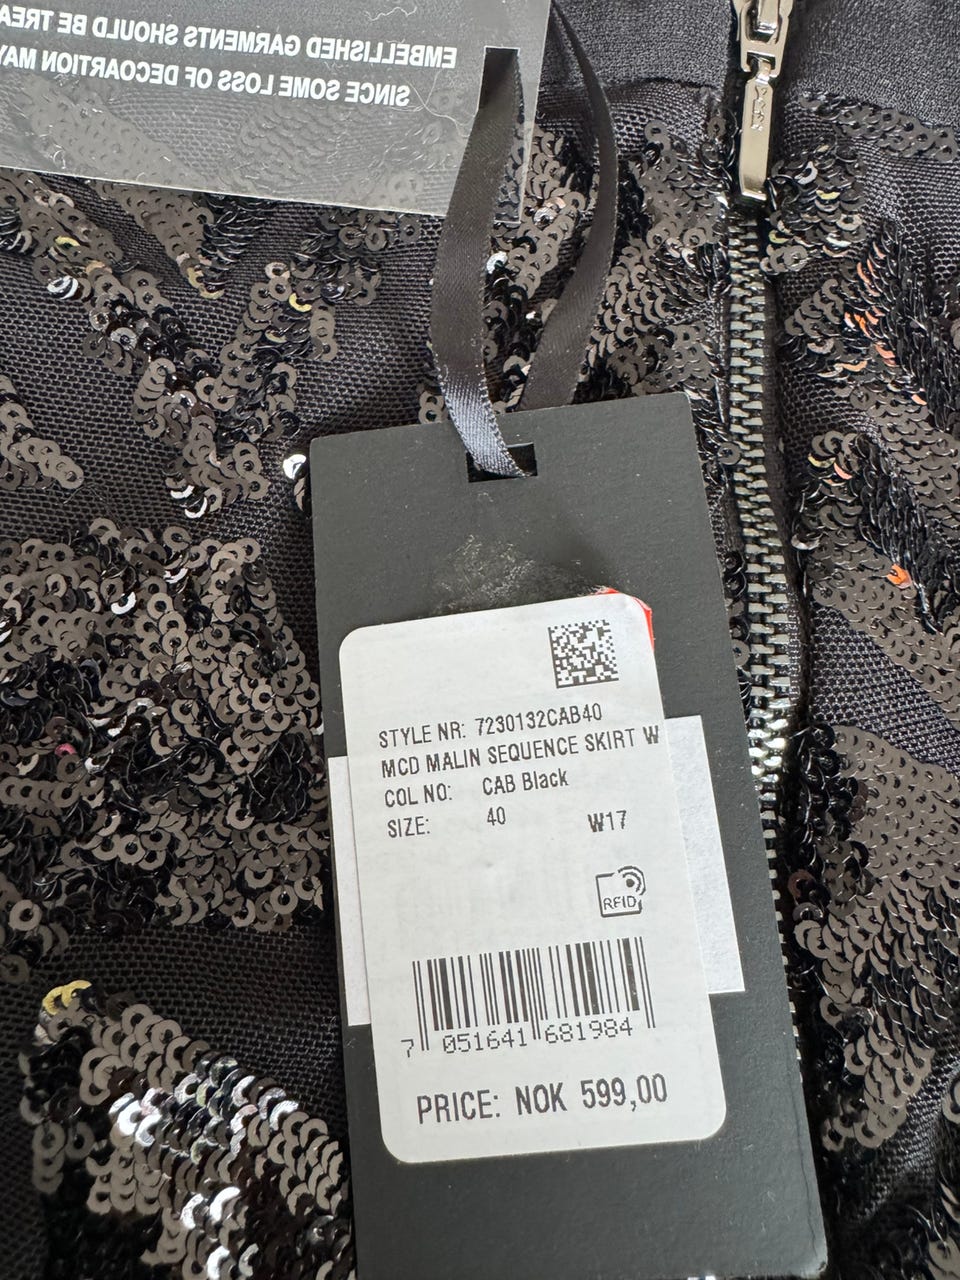 EMBELLISHED GARMENTS SHOULD BE TREA
SINCE SOME LOSS OF DECOARTION MAY
STYLE NR: 7230132CAB40
MCD MALIN SEQUENCE SKIRT W
COL NO: CAB Black
SIZE: 40 W17
RFID
7 051641 681984
PRICE: NOK 599,00